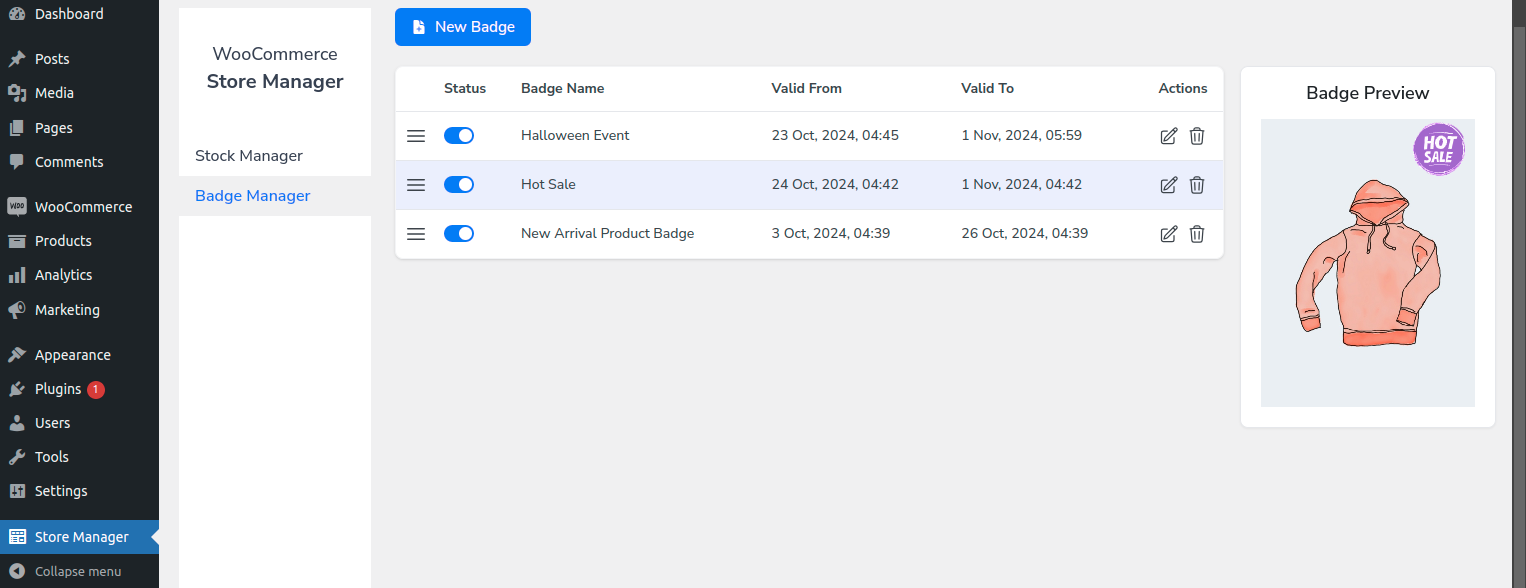 Dashboard
Posts
Media
Pages
Comments
WooCommerce
Products
Analytics
Marketing
Appearance
Plugins 1
Users
Tools
Settings
Store Manager
Collapse menu
WooCommerce
Store Manager
Stock Manager
Badge Manager
New Badge
Status Badge Name Valid From Valid To Actions
Halloween Event 23 Oct, 2024, 04:45 1 Nov, 2024, 05:59
Hot Sale 24 Oct, 2024, 04:42 1 Nov, 2024, 04:42
New Arrival Product Badge 3 Oct, 2024, 04:39 26 Oct, 2024, 04:39
Badge Preview
HOT
SALE